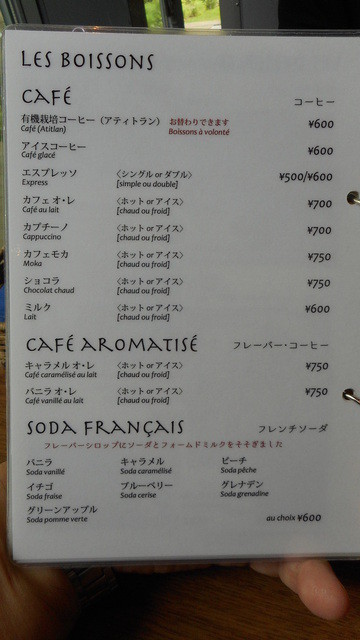 LES BOISSONS
CAFÉ コーヒー
有機栽培コーヒー（アティトラン） お替わりできます ¥600
Café (Atitlan) Boissons à volonté
アイスコーヒー ¥600
Café glacé
エスプレッソ 〈シングル or ダブル〉 ¥500/¥600
Express [simple ou double]
カフェ オ・レ 〈ホット or アイス〉 ¥700
Café au lait [chaud ou froid]
カプチーノ 〈ホット or アイス〉 ¥700
Cappuccino [chaud ou froid]
カフェモカ 〈ホット or アイス〉 ¥750
Moka [chaud ou froid]
ショコラ 〈ホット or アイス〉 ¥750
Chocolat chaud [chaud ou froid]
ミルク 〈ホット or アイス〉 ¥600
Lait [chaud ou froid]
CAFÉ AROMATISÉ フレーバー・コーヒー
キャラメル オ・レ 〈ホット or アイス〉 ¥750
Café caramélisé au lait [chaud ou froid]
バニラ オ・レ 〈ホット or アイス〉 ¥750
Café vanillé au lait [chaud ou froid]
SODA FRANÇAIS フレンチソーダ
フレーバーシロップにソーダとフォームドミルクをそそぎました
バニラ キャラメル ピーチ
Soda vanillé Soda caramélisé Soda pêche
イチゴ ブルーベリー グレナデン
Soda fraise Soda cerise Soda grenadine
グリーンアップル
Soda pomme verte au choix ¥600